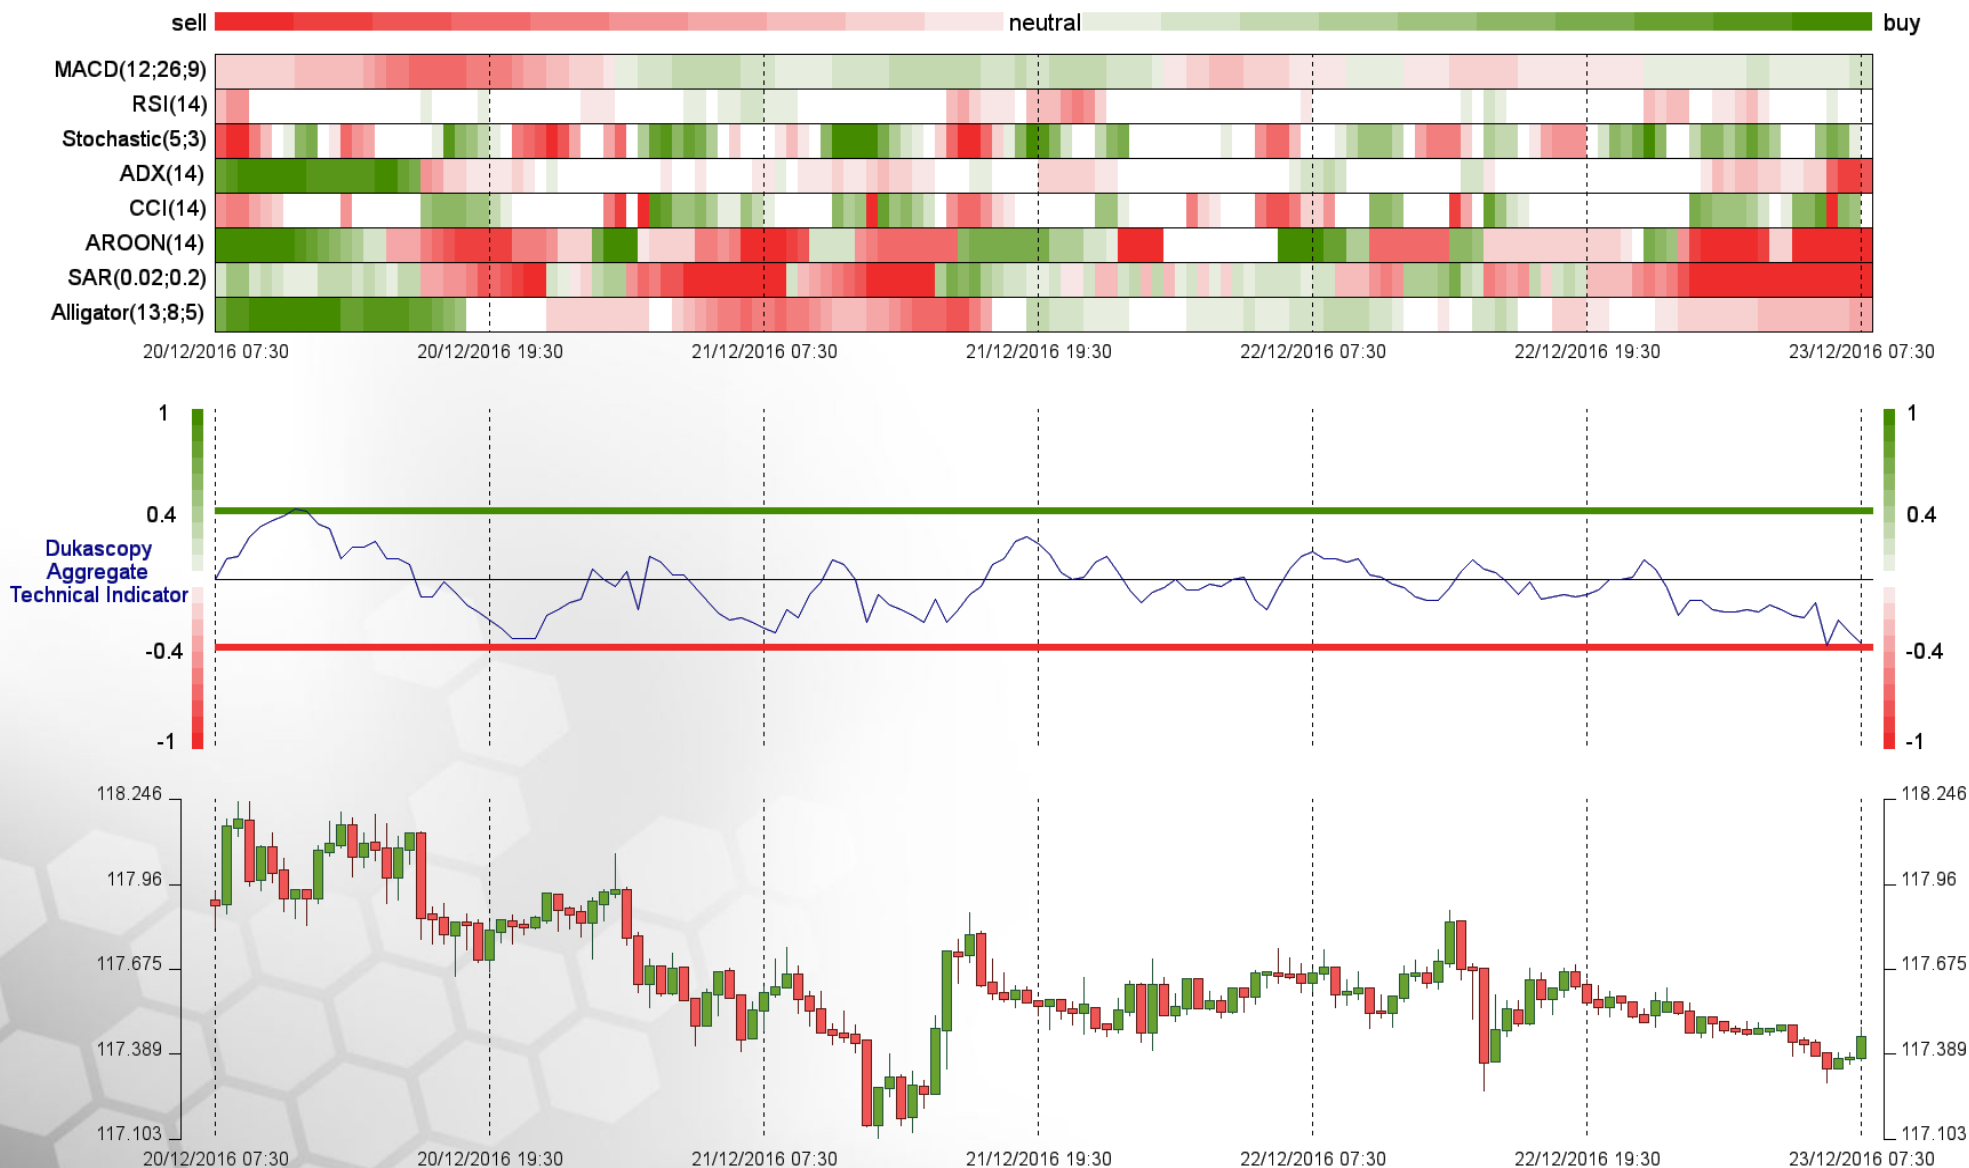 sell neutral buy
MACD(12;26;9)
RSI(14)
Stochastic(5;3)
ADX(14)
CCI(14)
AROON(14)
SAR(0.02;0.2)
Alligator(13;8;5)
20/12/2016 07:30 20/12/2016 19:30 21/12/2016 07:30 21/12/2016 19:30 22/12/2016 07:30 22/12/2016 19:30 23/12/2016 07:30
1 1
0.4 0.4
Dukascopy
Aggregate
Technical Indicator
-0.4 -0.4
-1 -1
118.246 118.246
117.96 117.96
117.675 117.675
117.389 117.389
117.103 117.103
20/12/2016 07:30 20/12/2016 19:30 21/12/2016 07:30 21/12/2016 19:30 22/12/2016 07:30 22/12/2016 19:30 23/12/2016 07:30